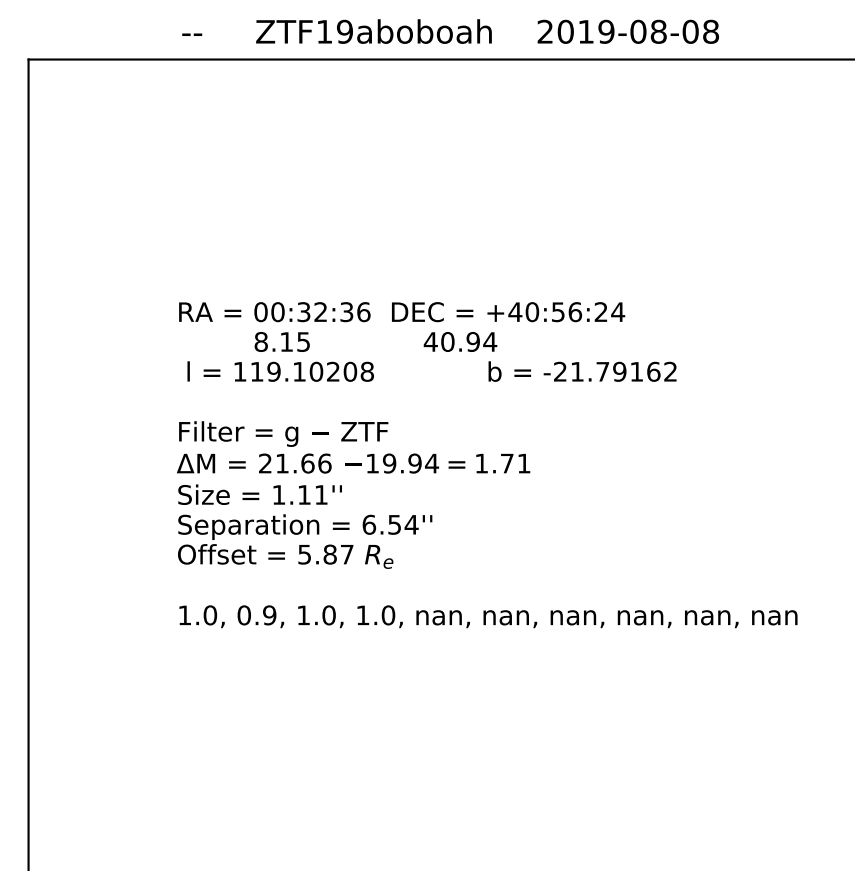 --  ZTF19aboboah  2019-08-08
RA = 00:32:36  DEC = +40:56:24
8.15  40.94
l = 119.10208  b = -21.79162
Filter = g − ZTF
ΔM = 21.66 −19.94 = 1.71
Size = 1.11''
Separation = 6.54''
Offset = 5.87 Re
1.0, 0.9, 1.0, 1.0, nan, nan, nan, nan, nan, nan